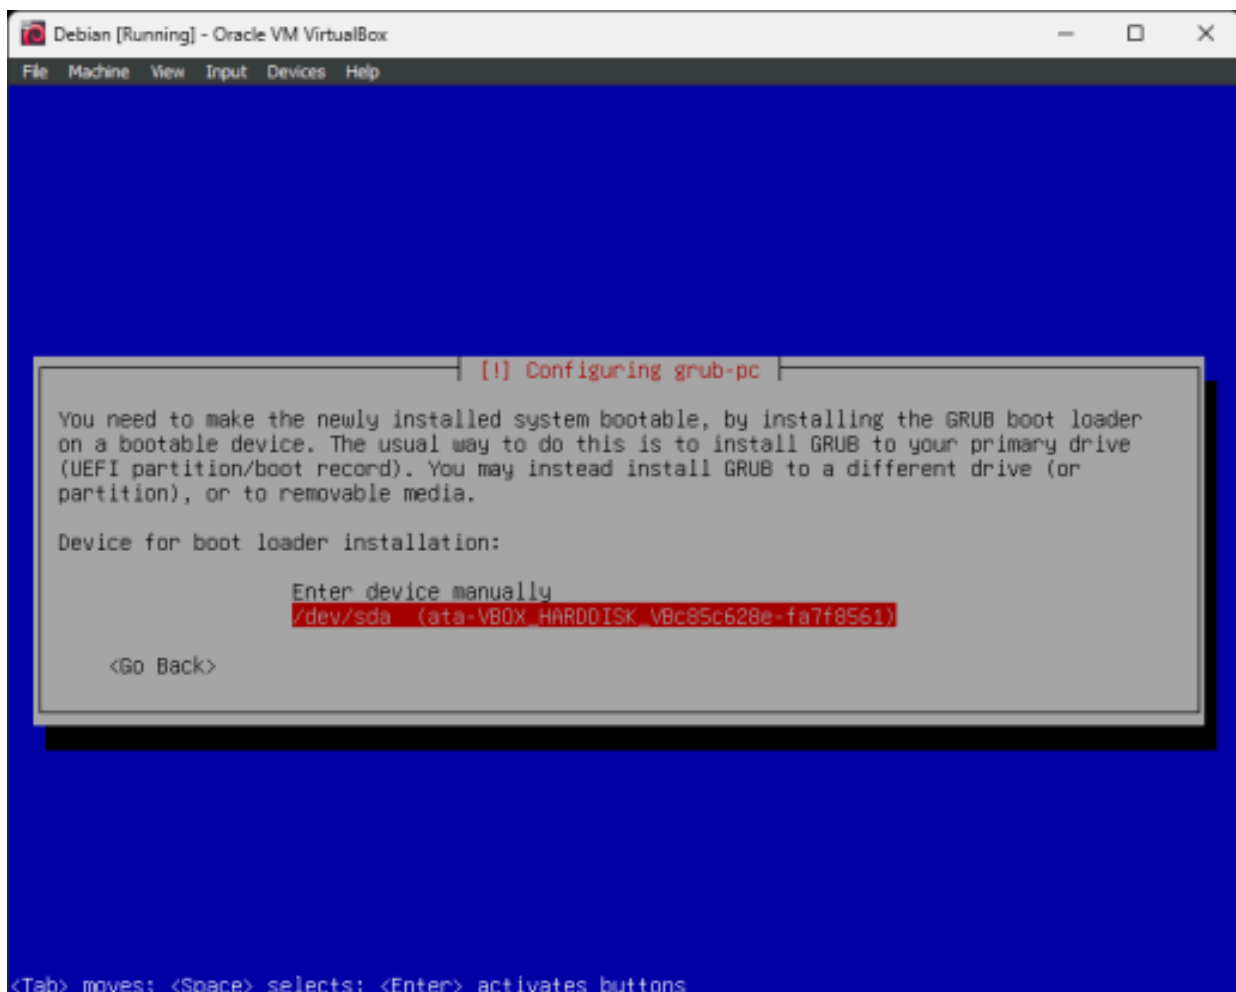 Debian [Running] - Oracle VM VirtualBox
File Machine View Input Devices Help
[!] Configuring grub-pc
You need to make the newly installed system bootable, by installing the GRUB boot loader
on a bootable device. The usual way to do this is to install GRUB to your primary drive
(UEFI partition/boot record). You may instead install GRUB to a different drive (or
partition), or to removable media.
Device for boot loader installation:
Enter device manually
/dev/sda (ata-VBOX_HARDDISK_VBc85c628e-fa7f8561)
<Go Back>
<Tab> moves; <Space> selects; <Enter> activates buttons